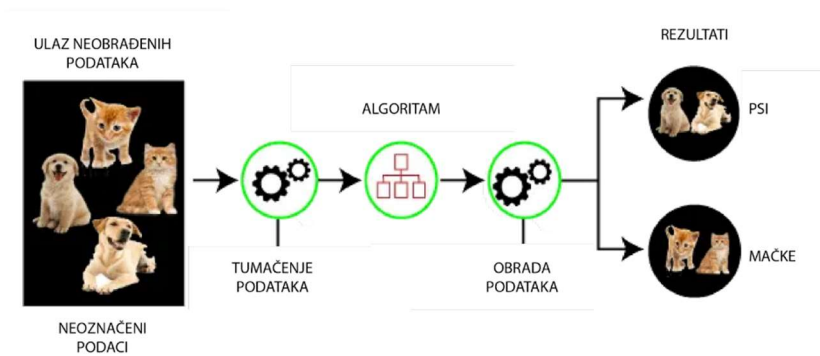 ULAZ NEOBRAĐENIH
PODATAKA
NEOZNAČENI
PODACI
TUMAČENJE
PODATAKA
ALGORITAM
OBRADA
PODATAKA
REZULTATI
PSI
MAČKE